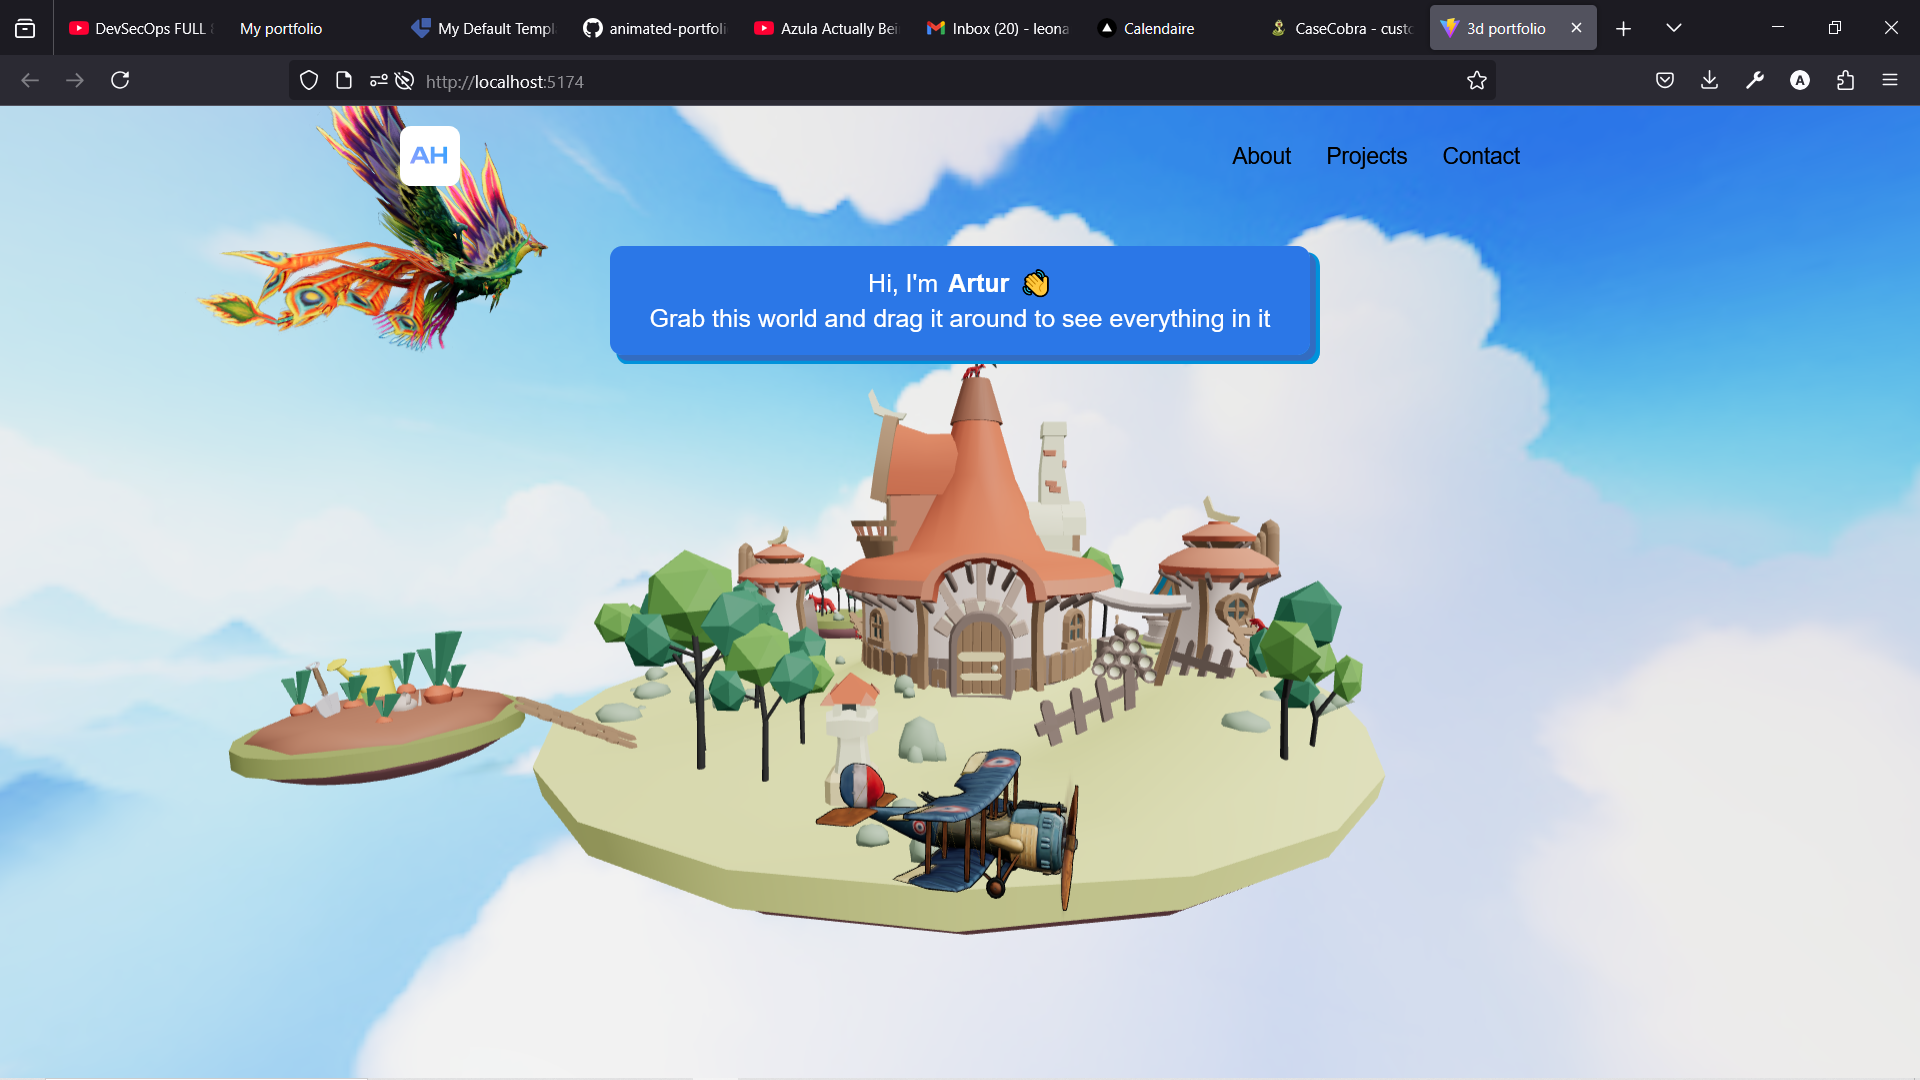 DevSecOps FULL
My portfolio
My Default Templ
animated-portfoli
Azula Actually Bei
Inbox (20) - leona
Calendaire
CaseCobra - custo
3d portfolio
http://localhost:5174
A
AH
About
Projects
Contact
Hi, I'm Artur 👋
Grab this world and drag it around to see everything in it